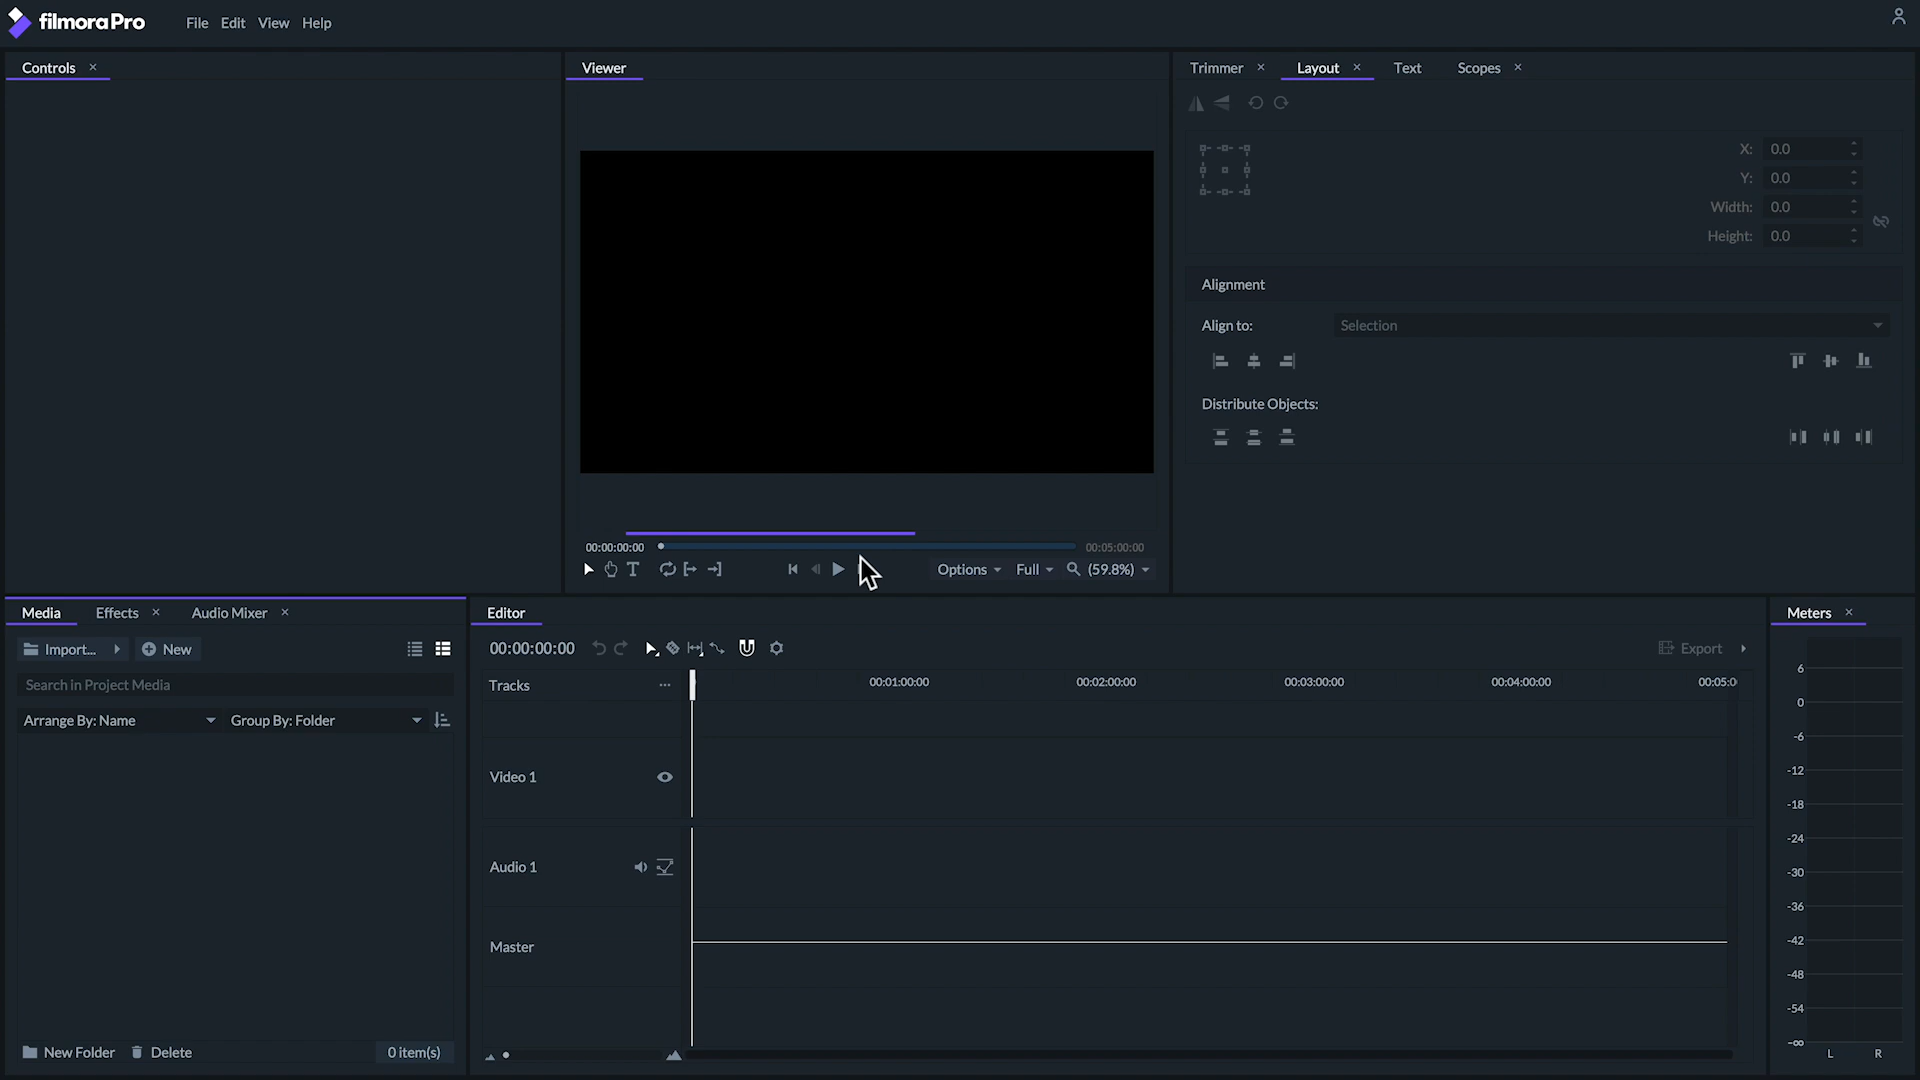 filmoraPro File Edit View Help
Controls
Viewer
Trimmer Layout Text Scopes
X: 0.0
Y: 0.0
Width: 0.0
Height: 0.0
Alignment
Align to: Selection
Distribute Objects:
00:00:00:00 00:05:00:00
T Options Full (59.8%)
Media Effects Audio Mixer
Import... New
Search in Project Media
Arrange By: Name Group By: Folder
New Folder Delete 0 item(s)
Editor
00:00:00:00 Export
Tracks 00:01:00:00 00:02:00:00 00:03:00:00 00:04:00:00 00:05:0
Video 1
Audio 1
Master
Meters
6
0
-6
-12
-18
-24
-30
-36
-42
-48
-54
-∞
L R